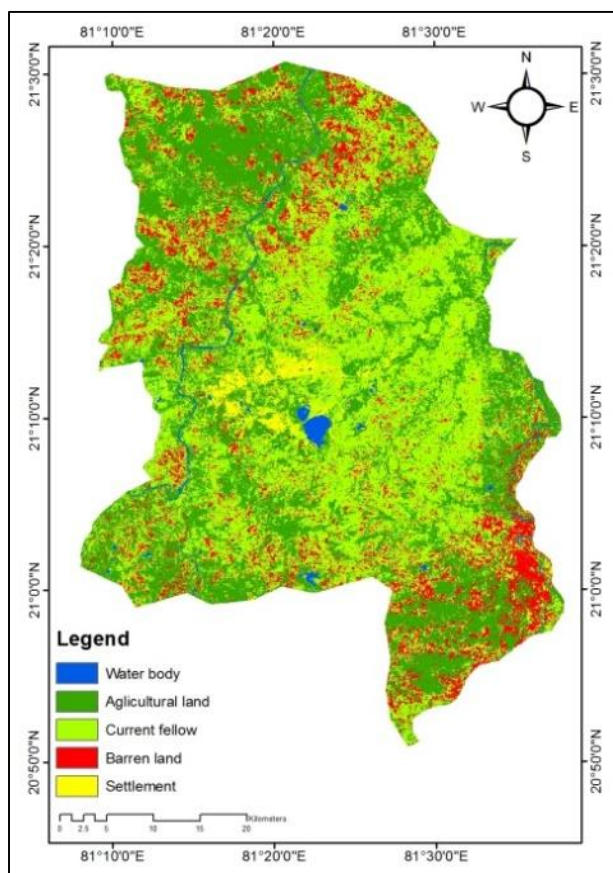 81°10'0"E 81°20'0"E 81°30'0"E
21°30'0"N 21°30'0"N
N
W E
S
21°20'0"N 21°20'0"N
21°10'0"N 21°10'0"N
21°0'0"N 21°0'0"N
Legend
Water body
Aglicultural land
Current fellow
Barren land
Settlement
20°50'0"N 20°50'0"N
Kilometers
0 2.5 5 10 15 20
81°10'0"E 81°20'0"E 81°30'0"E